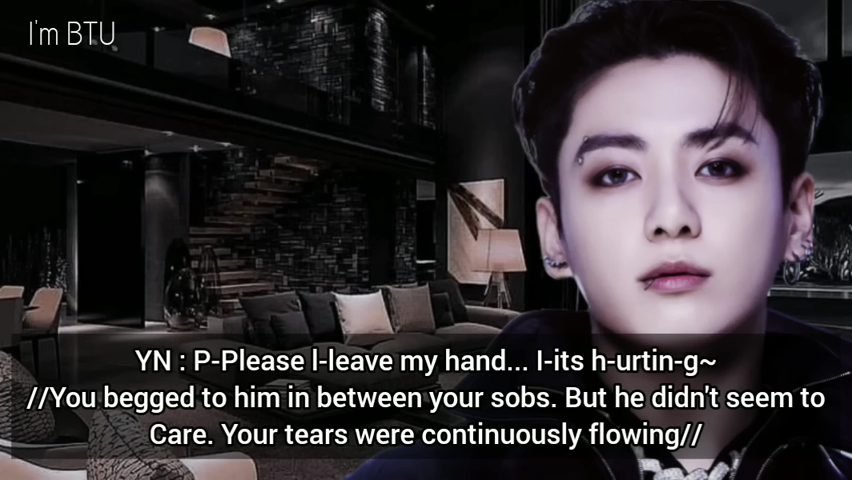 I'm BTU
YN : P-Please l-leave my hand... I-its h-urtin-g~
//You begged to him in between your sobs. But he didn't seem to
Care. Your tears were continuously flowing//